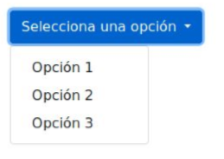 Selecciona una opción
Opción 1
Opción 2
Opción 3